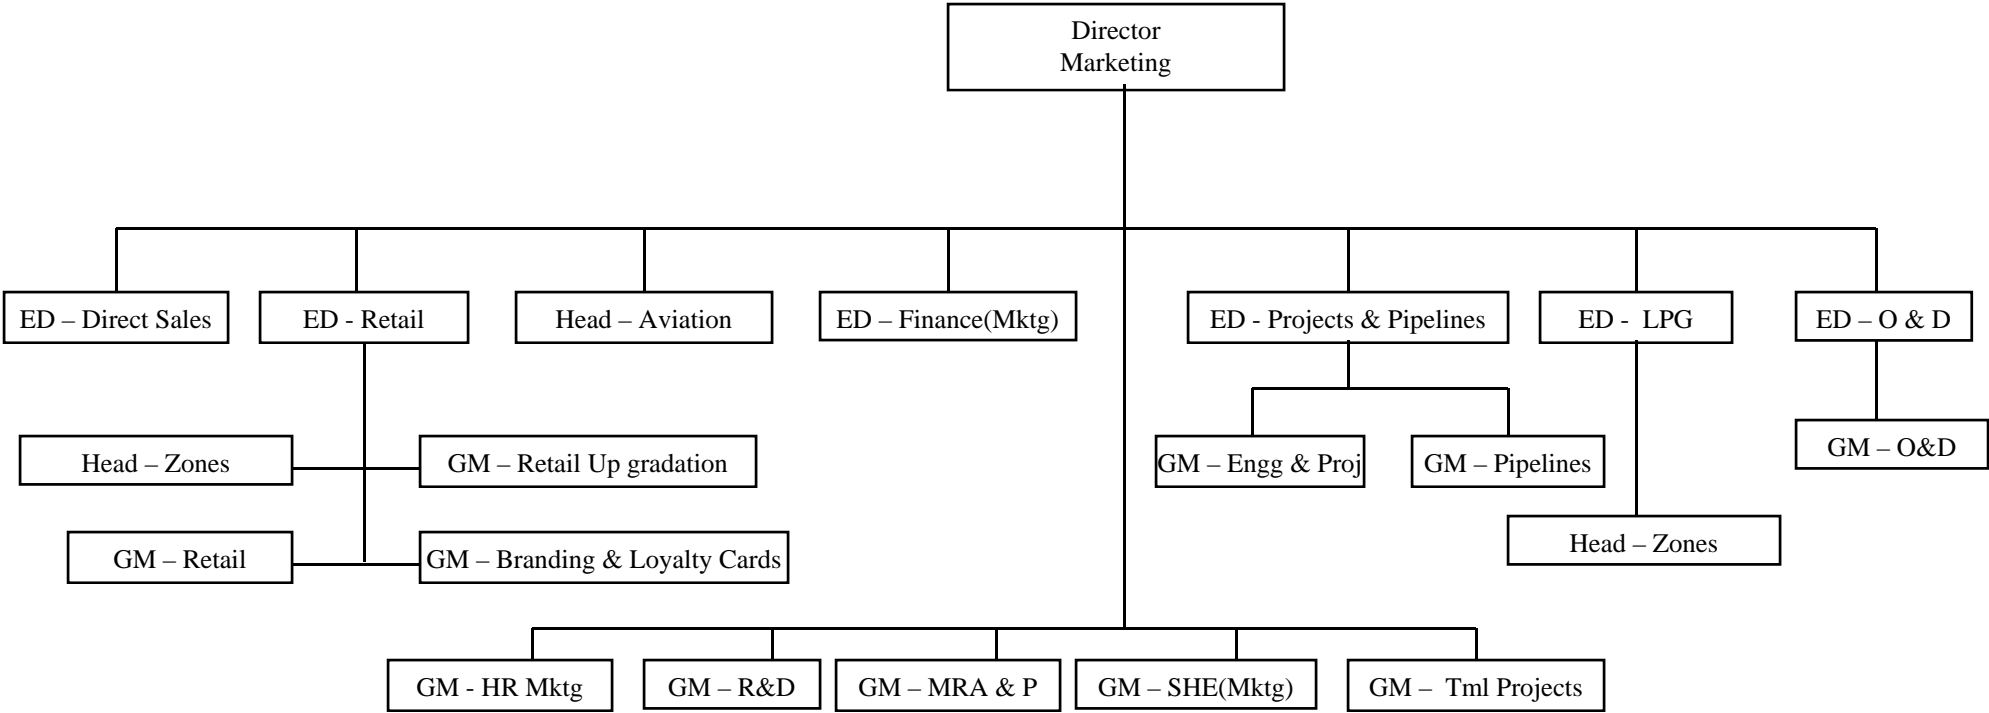 Director
Marketing
ED – Direct Sales
ED - Retail
Head – Aviation
ED – Finance(Mktg)
ED - Projects & Pipelines
ED - LPG
ED – O & D
Head – Zones
GM – Retail Up gradation
GM – Engg & Proj
GM – Pipelines
GM – O&D
GM – Retail
GM – Branding & Loyalty Cards
Head – Zones
GM - HR Mktg
GM – R&D
GM – MRA & P
GM – SHE(Mktg)
GM – Tml Projects